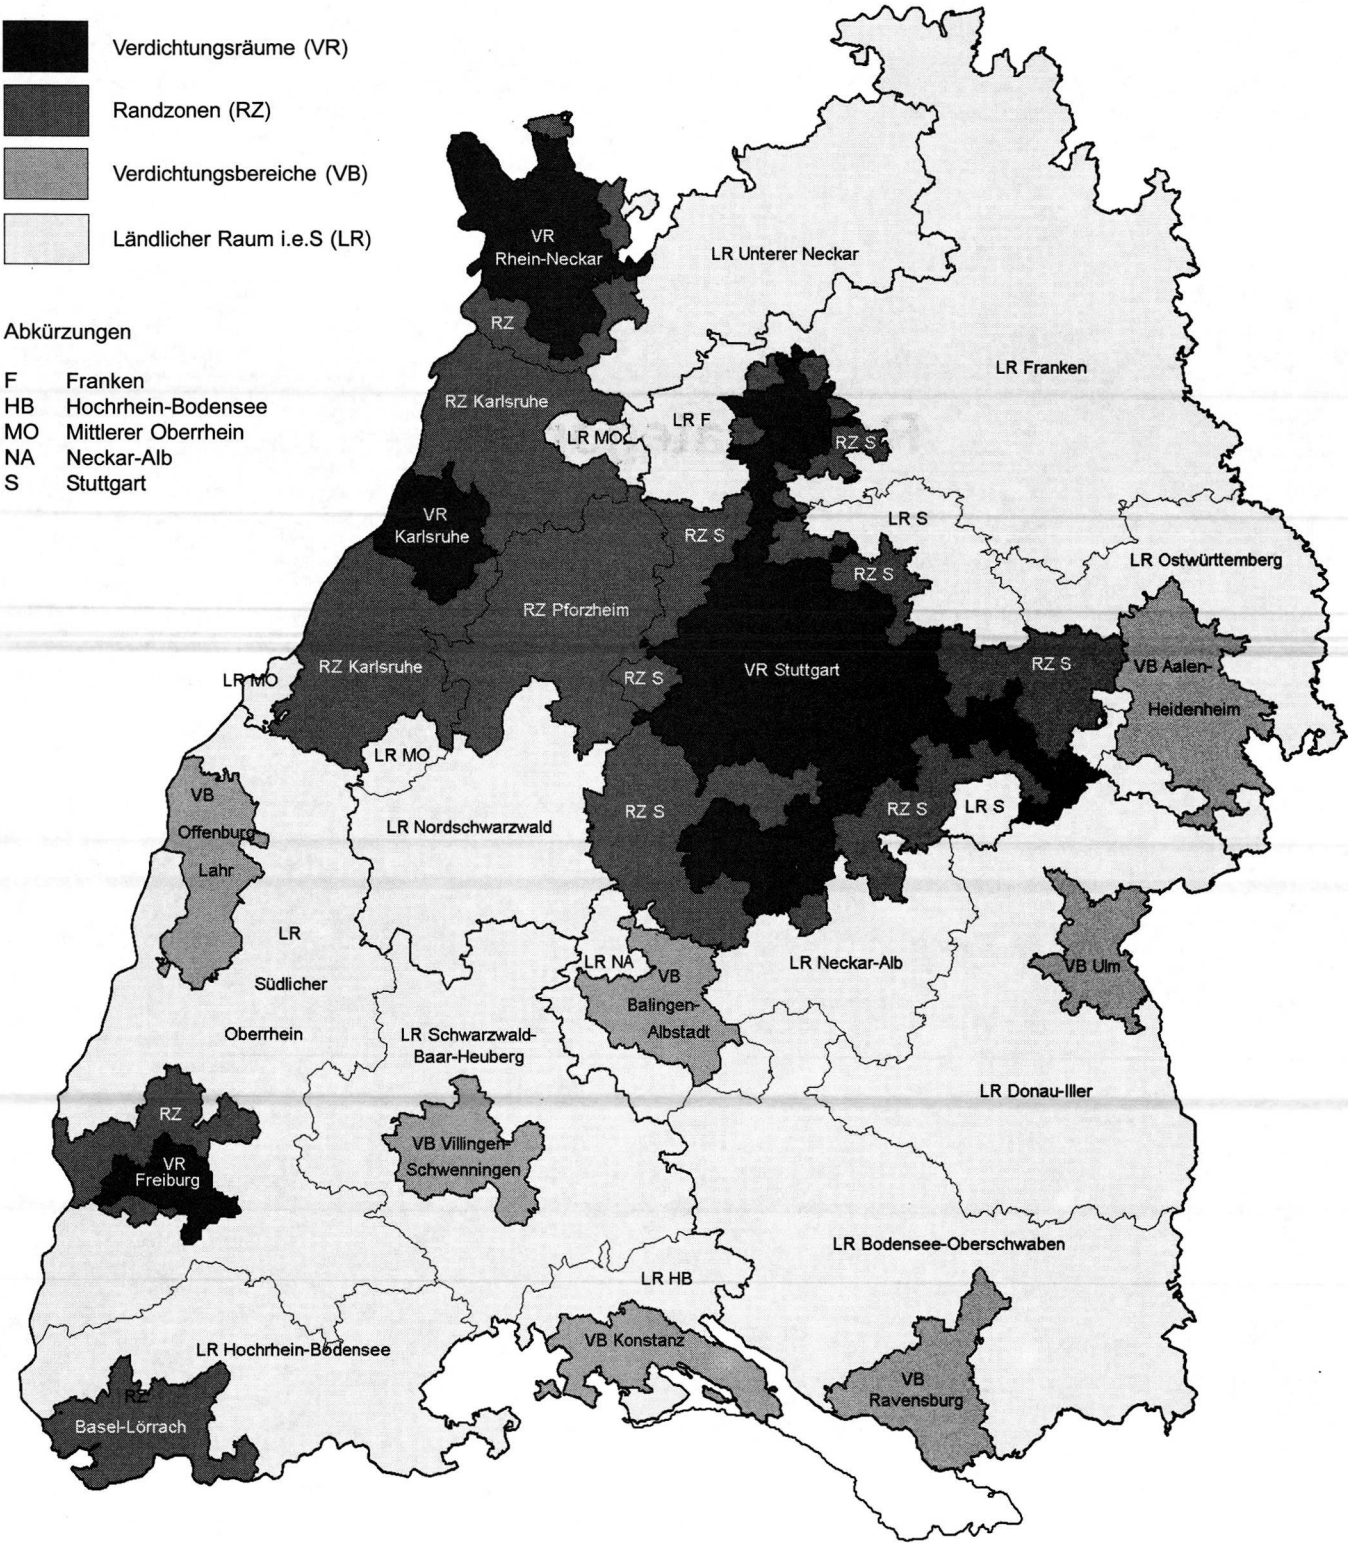 Verdichtungsräume (VR)
Randzonen (RZ)
Verdichtungsbereiche (VB)
Ländlicher Raum i.e.S (LR)
Abkürzungen
F Franken
HB Hochrhein-Bodensee
MO Mittlerer Oberrhein
NA Neckar-Alb
S Stuttgart
VR
Rhein-Neckar
LR Unterer Neckar
RZ
LR Franken
RZ Karlsruhe
LR F
LR MO
RZ S
VR
Karlsruhe
LR S
RZ S
LR Ostwürttemberg
RZ S
RZ Pforzheim
RZ Karlsruhe
LR MO
RZ S
VR Stuttgart
RZ S
VB Aalen-
Heidenheim
LR MO
VB
Offenburg
Lahr
LR Nordschwarzwald
RZ S
RZ S
LR S
LR
Südlicher
Oberrhein
LR NA
VB
Balingen-
Albstadt
LR Neckar-Alb
VB Ulm
LR Schwarzwald-
Baar-Heuberg
LR Donau-Iller
RZ
VR
Freiburg
VB Villingen-
Schwenningen
LR Bodensee-Oberschwaben
LR HB
VB Konstanz
LR Hochrhein-Bodensee
VB
Ravensburg
RZ
Basel-Lörrach